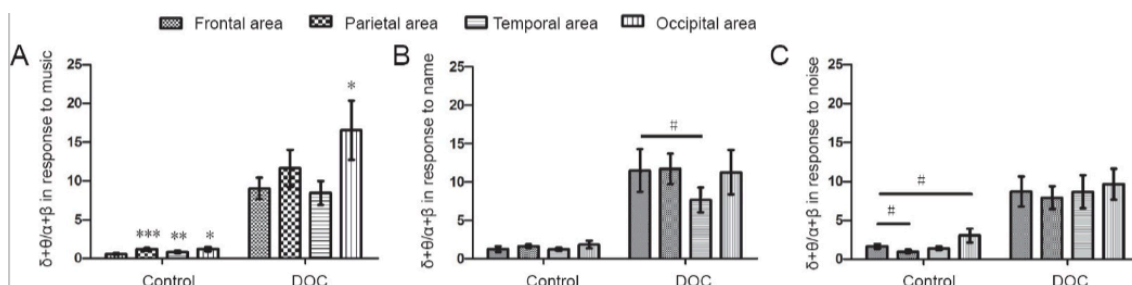 Frontal area Parietal area Temporal area Occipital area
A
δ+θ/α+β in response to music
25
20
15
10
5
0
*** ** * *
Control DOC
B
δ+θ/α+β in response to name
25
20
15
10
5
0
#
Control DOC
C
δ+θ/α+β in response to noise
25
20
15
10
5
0
# #
Control DOC